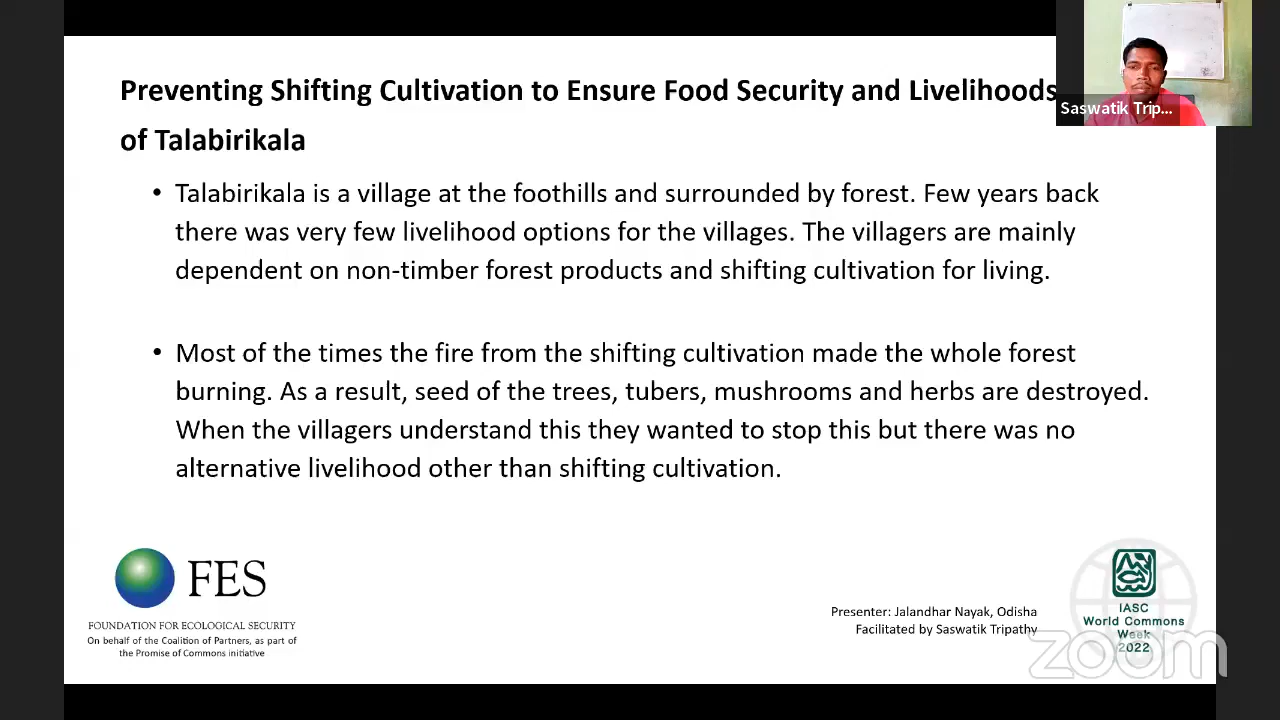 Preventing Shifting Cultivation to Ensure Food Security and Livelihoods
of Talabirikala
Saswatik Trip...
• Talabirikala is a village at the foothills and surrounded by forest. Few years back
there was very few livelihood options for the villages. The villagers are mainly
dependent on non-timber forest products and shifting cultivation for living.
• Most of the times the fire from the shifting cultivation made the whole forest
burning. As a result, seed of the trees, tubers, mushrooms and herbs are destroyed.
When the villagers understand this they wanted to stop this but there was no
alternative livelihood other than shifting cultivation.
FES
FOUNDATION FOR ECOLOGICAL SECURITY
On behalf of the Coalition of Partners, as part of
the Promise of Commons initiative
Presenter: Jalandhar Nayak, Odisha
Facilitated by Saswatik Tripathy
IASC
World Commons
Week
2022
zoom